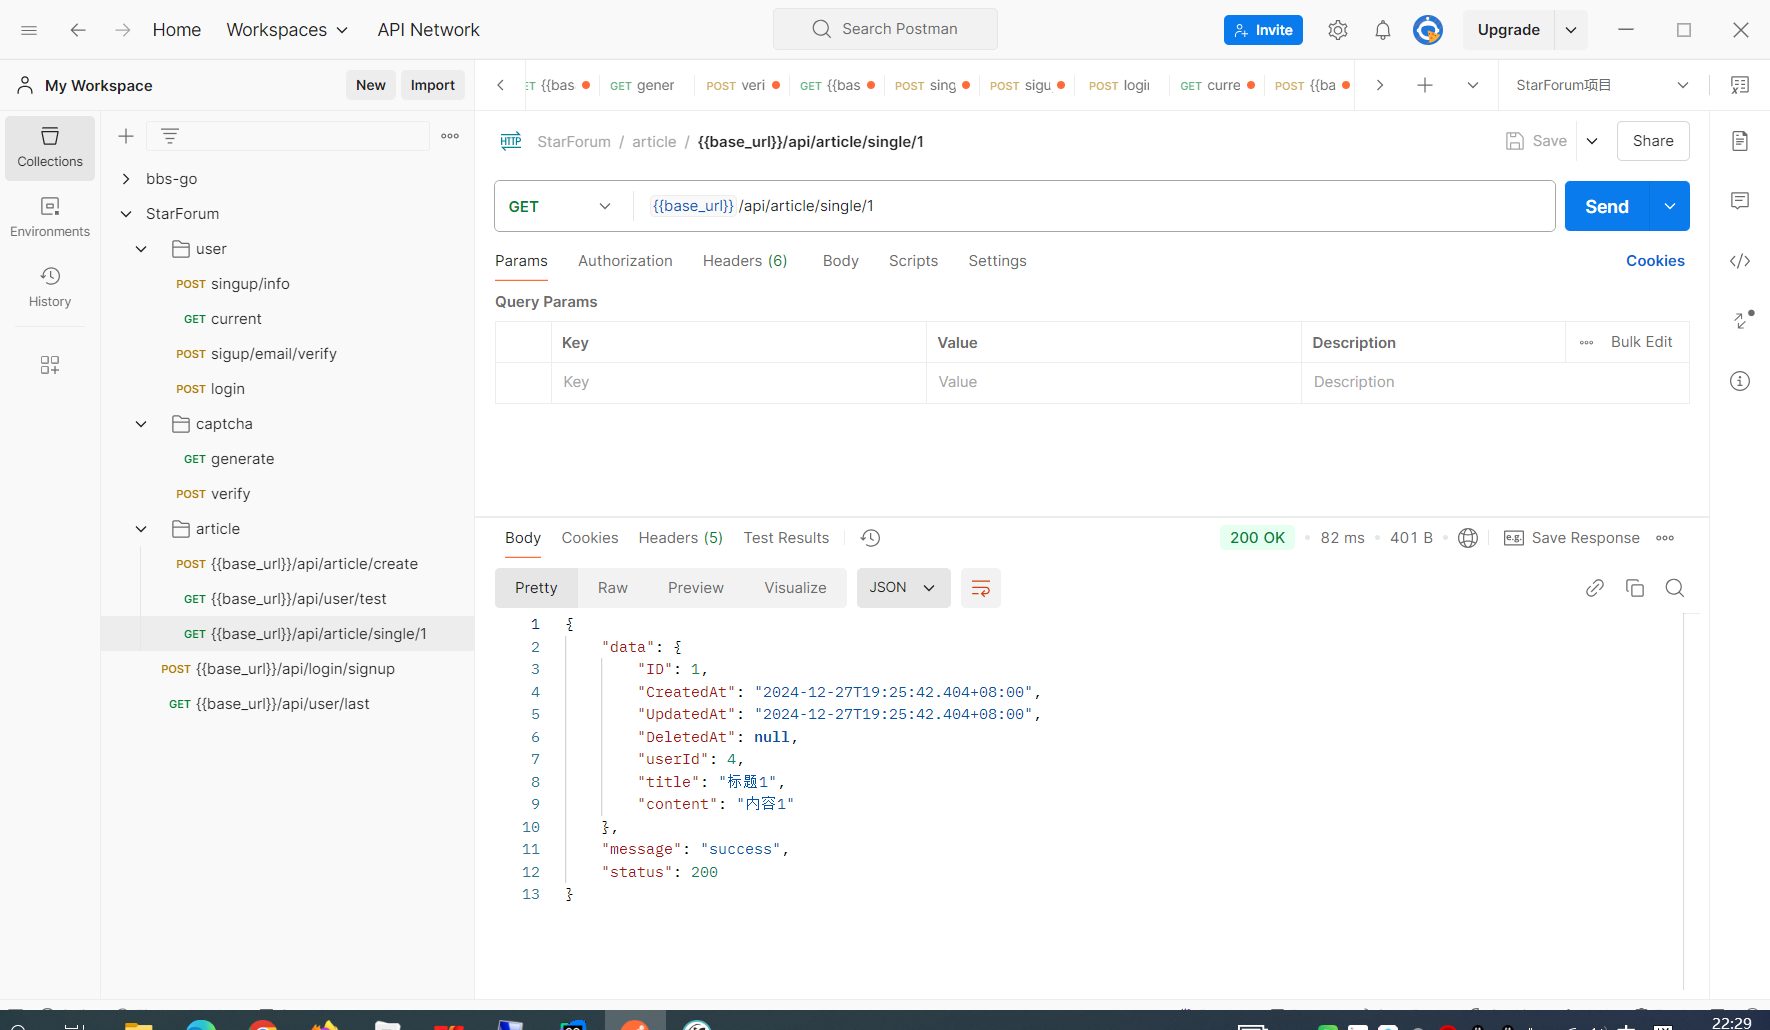 Home Workspaces API Network Search Postman Invite Upgrade
My Workspace New Import
{{bas GET gener POST veri GET {{bas POST sing POST sigu POST logi GET curre POST {{ba StarForum项目
Collections
Environments
History
bbs-go
StarForum
user
POST singup/info
GET current
POST sigup/email/verify
POST login
captcha
GET generate
POST verify
article
POST {{base_url}}/api/article/create
GET {{base_url}}/api/user/test
GET {{base_url}}/api/article/single/1
POST {{base_url}}/api/login/signup
GET {{base_url}}/api/user/last
HTTP StarForum / article / {{base_url}}/api/article/single/1 Save Share
GET {{base_url}} /api/article/single/1 Send
Params Authorization Headers (6) Body Scripts Settings Cookies
Query Params
Key Value Description Bulk Edit
Key Value Description
Body Cookies Headers (5) Test Results 200 OK 82 ms 401 B e.g. Save Response
Pretty Raw Preview Visualize JSON
1 {
2 "data": {
3 "ID": 1,
4 "CreatedAt": "2024-12-27T19:25:42.404+08:00",
5 "UpdatedAt": "2024-12-27T19:25:42.404+08:00",
6 "DeletedAt": null,
7 "userId": 4,
8 "title": "标题1",
9 "content": "内容1"
10 },
11 "message": "success",
12 "status": 200
13 }
22:29